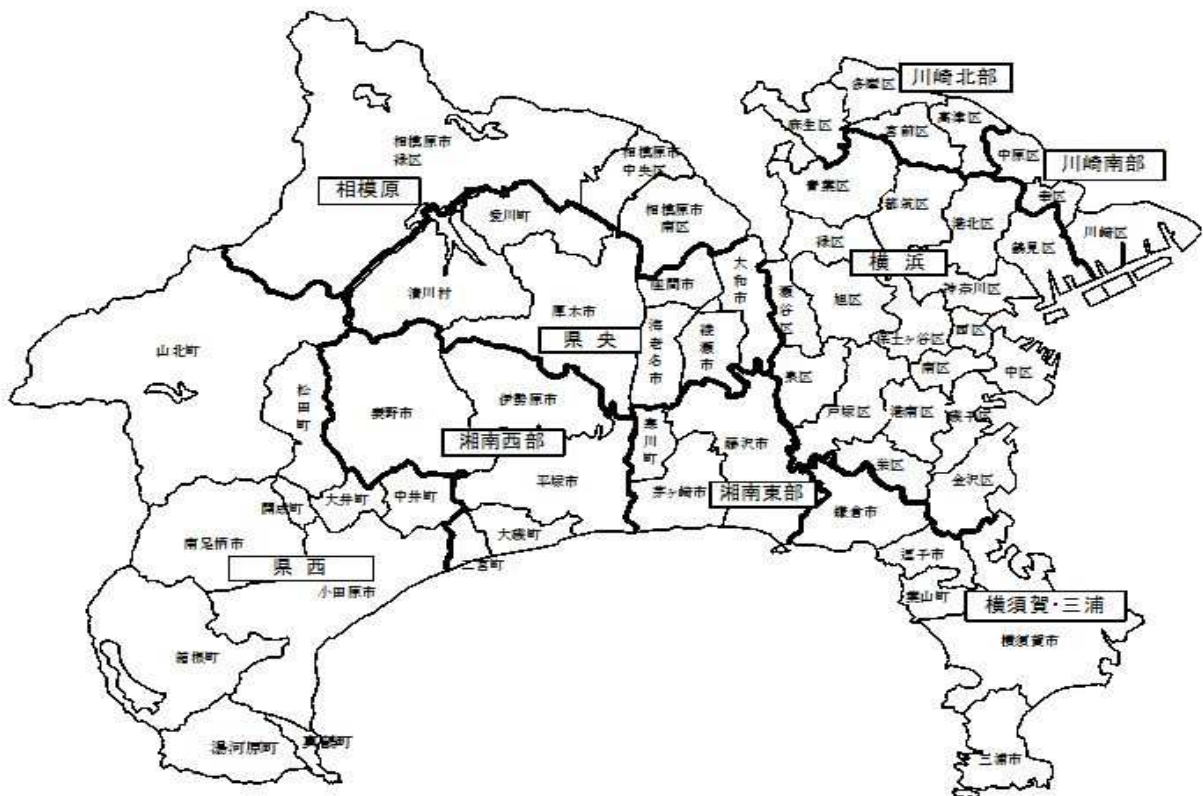 多摩区
川崎北部
麻生区
宮前区
高津区
中原区
川崎南部
幸区
川崎区
相模原市
緑区
相模原市
中央区
相模原
相模原市
南区
愛川町
清川村
厚木市
県央
座間市
大和市
海老名市
綾瀬市
青葉区
都筑区
港北区
鶴見区
緑区
横浜
神奈川区
瀬谷区
旭区
保土ヶ谷区
西区
南区
中区
泉区
戸塚区
港南区
磯子区
栄区
金沢区
山北町
松田町
秦野市
伊勢原市
湘南西部
平塚市
寒川町
藤沢市
茅ヶ崎市
湘南東部
鎌倉市
開成町
大井町
中井町
大磯町
二宮町
南足柄市
県西
小田原市
逗子市
葉山町
横須賀・三浦
横須賀市
箱根町
湯河原町
真鶴町
三浦市